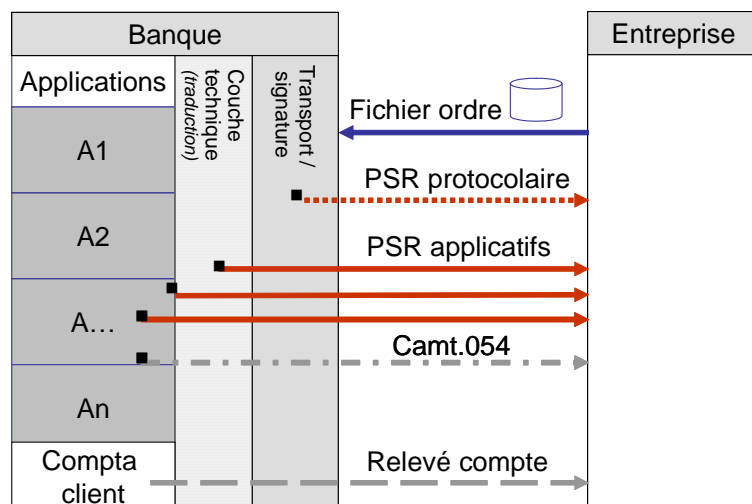 Banque
Entreprise
Applications
Couche
technique
(traduction)
Transport /
signature
Fichier ordre
A1
PSR protocolaire
A2
PSR applicatifs
A…
Camt.054
An
Compta
client
Relevé compte